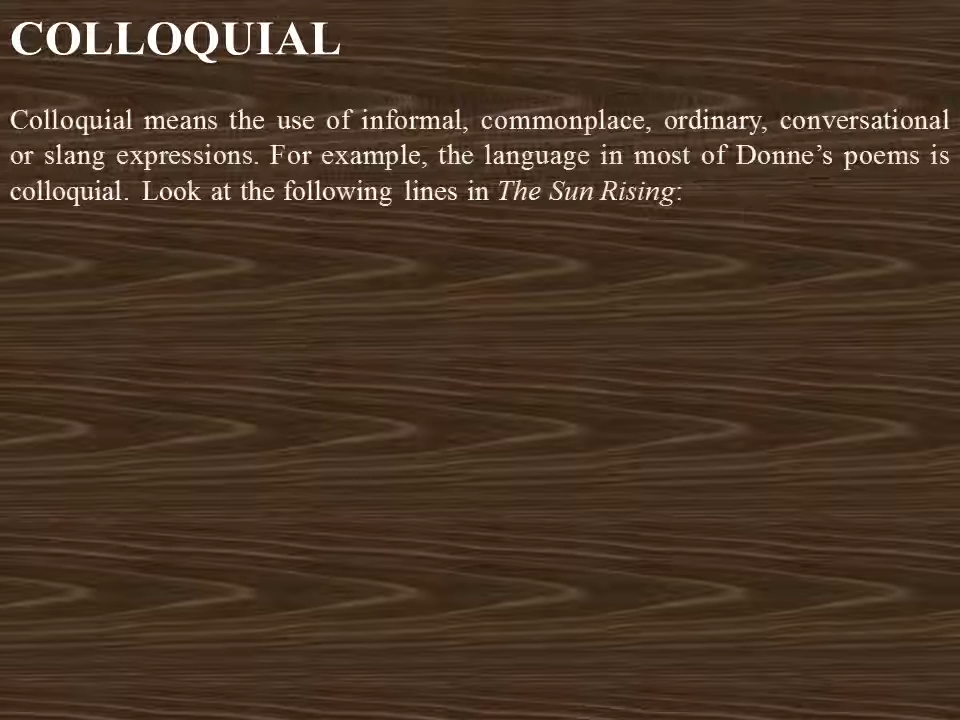 COLLOQUIAL
Colloquial means the use of informal, commonplace, ordinary, conversational
or slang expressions. For example, the language in most of Donne’s poems is
colloquial. Look at the following lines in The Sun Rising: